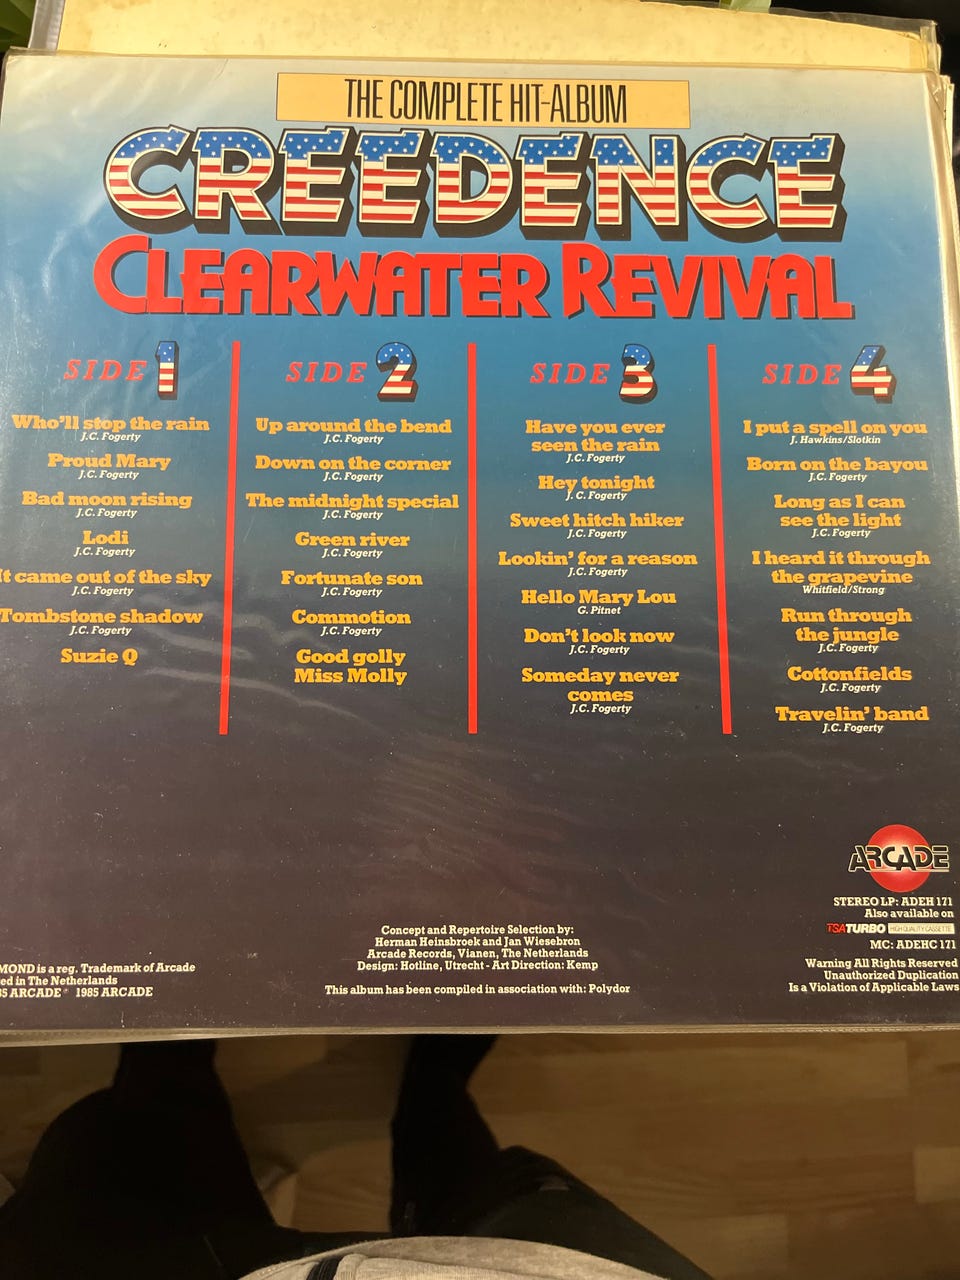 THE COMPLETE HIT-ALBUM
CREEDENCE
CLEARWATER REVIVAL
SIDE 1
Who'll stop the rain
J.C. Fogerty
Proud Mary
J.C. Fogerty
Bad moon rising
J.C. Fogerty
Lodi
J.C. Fogerty
It came out of the sky
J.C. Fogerty
Tombstone shadow
J.C. Fogerty
Suzie Q
SIDE 2
Up around the bend
J.C. Fogerty
Down on the corner
J.C. Fogerty
The midnight special
J.C. Fogerty
Green river
J.C. Fogerty
Fortunate son
J.C. Fogerty
Commotion
J.C. Fogerty
Good golly
Miss Molly
SIDE 3
Have you ever
seen the rain
J.C. Fogerty
Hey tonight
J.C. Fogerty
Sweet hitch hiker
J.C. Fogerty
Lookin' for a reason
J.C. Fogerty
Hello Mary Lou
G. Pitnet
Don't look now
J.C. Fogerty
Someday never
comes
J.C. Fogerty
SIDE 4
I put a spell on you
J. Hawkins/Slotkin
Born on the bayou
J.C. Fogerty
Long as I can
see the light
J.C. Fogerty
I heard it through
the grapevine
Whitfield/Strong
Run through
the jungle
J.C. Fogerty
Cottonfields
J.C. Fogerty
Travelin' band
J.C. Fogerty
ARCADE
STEREO LP: ADEH 171
Also available on
TSA TURBO HIGH QUALITY CASSETTE
MC: ADEHC 171
Warning All Rights Reserved
Unauthorized Duplication
Is a Violation of Applicable Laws
Concept and Repertoire Selection by:
Herman Heinsbroek and Jan Wiesebron
Arcade Records, Vianen, The Netherlands
Design: Hotline, Utrecht - Art Direction: Kemp
This album has been compiled in association with: Polydor
MOND is a reg. Trademark of Arcade
ed in The Netherlands
85 ARCADE 1985 ARCADE